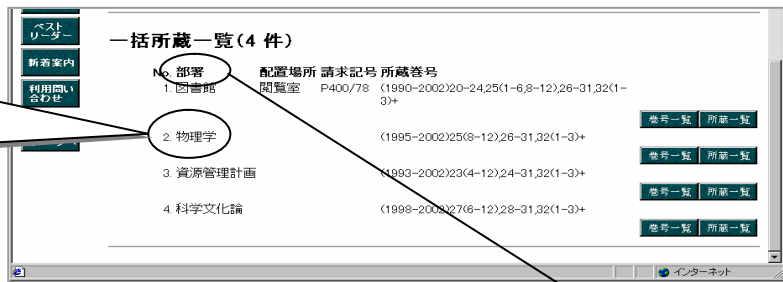 ベスト
リーダー
新着案内
利用問い
合わせ
一括所蔵一覧(4 件)
No. 部署 配置場所 請求記号 所蔵巻号
1. 図書館 閲覧室 P400/78 (1990-2002)20-24,25(1-6,8-12),26-31,32(1-
3)+
巻号一覧 所蔵一覧
2. 物理学 (1995-2002)25(8-12),26-31,32(1-3)+
巻号一覧 所蔵一覧
3. 資源管理計画 (1993-2002)23(4-12),24-31,32(1-3)+
巻号一覧 所蔵一覧
4. 科学文化論 (1998-2002)27(6-12),28-31,32(1-3)+
巻号一覧 所蔵一覧
インターネット